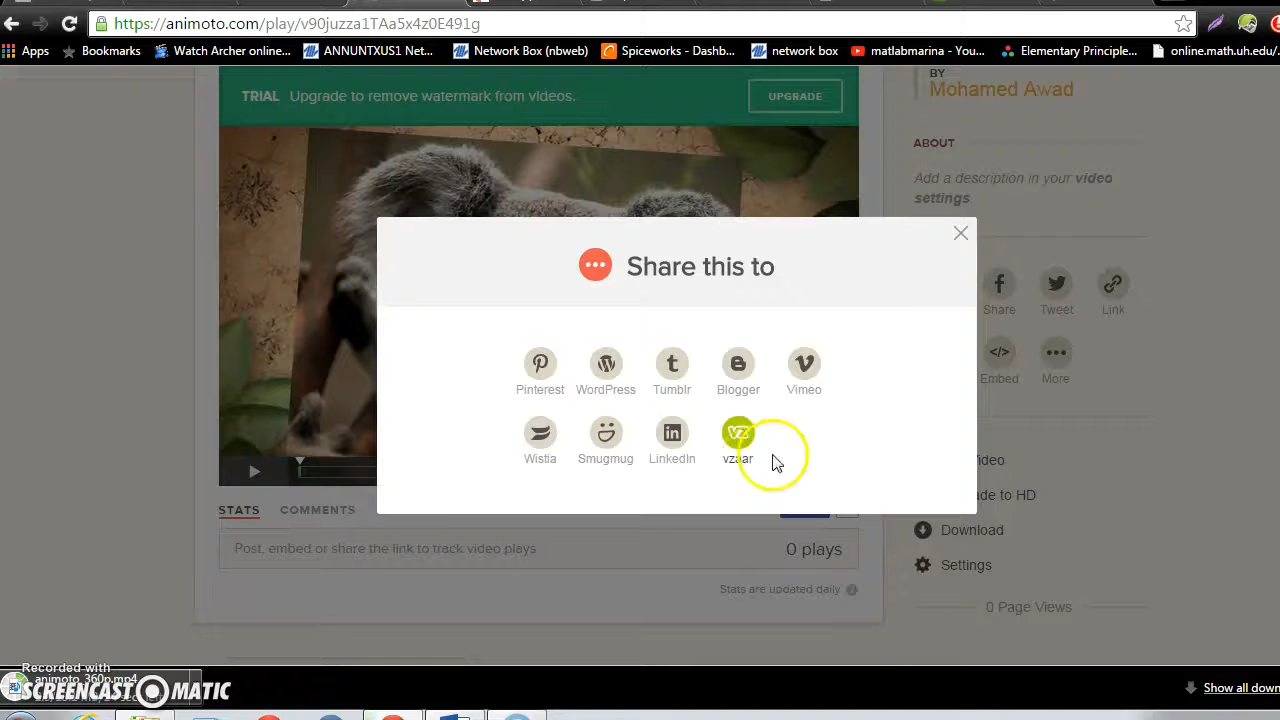 https://animoto.com/play/v90juzza1TAa5x4z0E491g
Apps Bookmarks Watch Archer online... ANNUNTXUS1 Net... Network Box (nbweb) Spiceworks - Dashb... network box matlabmarina - You... Elementary Principle... online.math.uh.edu/
TRIAL Upgrade to remove watermark from videos. UPGRADE
BY
Mohamed Awad
ABOUT
Add a description in your video
settings.
Share this to
Share Tweet Link
Embed More
Pinterest WordPress Tumblr Blogger Vimeo
Wistia Smugmug LinkedIn vzaar
Download
Settings
STATS COMMENTS
Post, embed or share the link to track video plays 0 plays
Stats are updated daily
0 Page Views
Recorded with
animoto_360p.mp4
SCREENCAST MATIC
Show all down